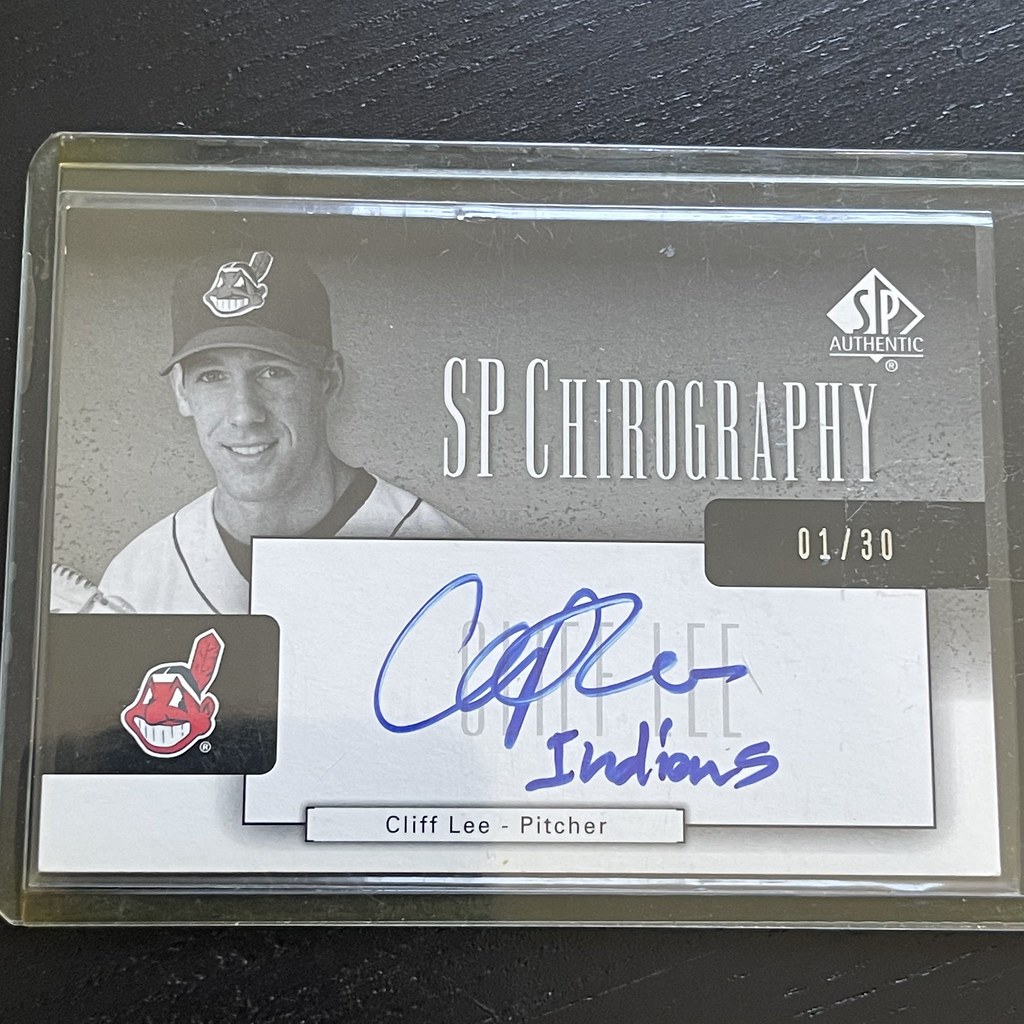 SP
AUTHENTIC
®
SP CHIROGRAPHY
01/30
CLIFF LEE
Cliff Lee
Indians
®
Cliff Lee - Pitcher